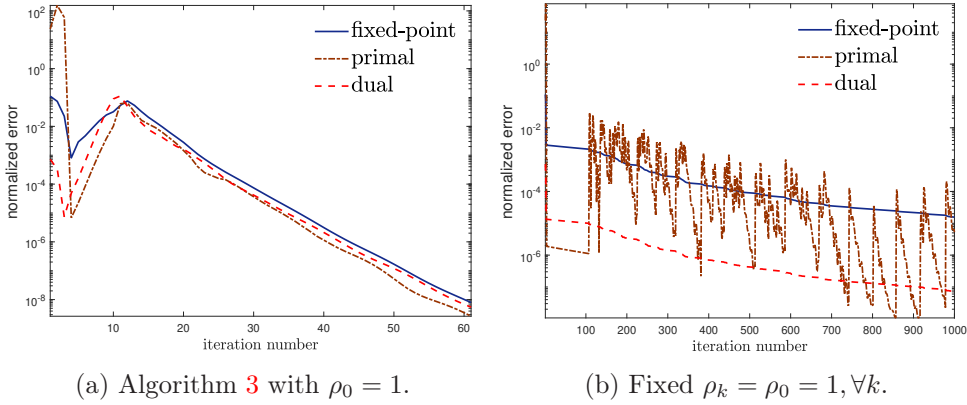 fixed-point
primal
dual
normalized error
10^2
10^0
10^-2
10^-4
10^-6
10^-8
10 20 30 40 50 60
iteration number
(a) Algorithm 3 with ρ_0 = 1.
fixed-point
primal
dual
normalized error
10^0
10^-2
10^-4
10^-6
100 200 300 400 500 600 700 800 900 1000
iteration number
(b) Fixed ρ_k = ρ_0 = 1, ∀k.